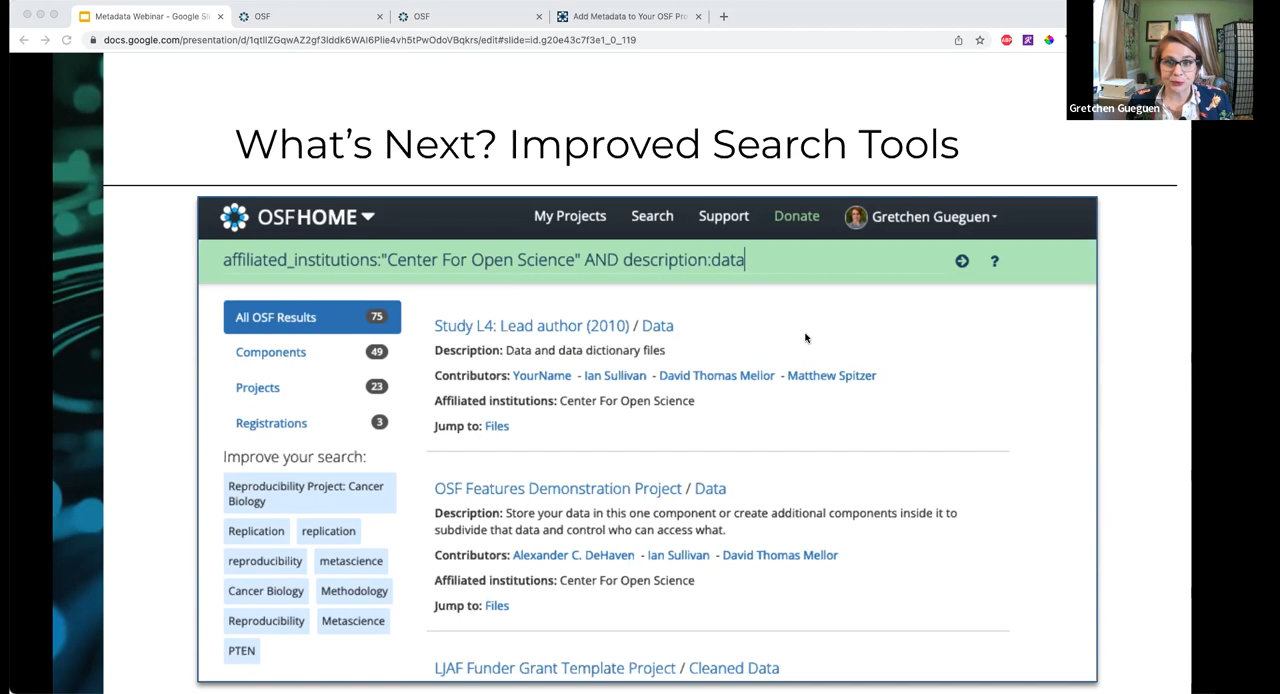 Metadata Webinar - Google Sli
OSF
OSF
Add Metadata to Your OSF Pro
docs.google.com/presentation/d/1qtIlZGqwAZ2gf3lddk6WAl6Plie4vh5tPwOdoVBqkrs/edit#slide=id.g20e43c7f3e1_0_119
Gretchen Gueguen
What's Next? Improved Search Tools
OSFHOME
My Projects
Search
Support
Donate
Gretchen Gueguen
affiliated_institutions:"Center For Open Science" AND description:data
?
All OSF Results 75
Components 49
Projects 23
Registrations 3
Improve your search:
Reproducibility Project: Cancer
Biology
Replication replication
reproducibility metascience
Cancer Biology Methodology
Reproducibility Metascience
PTEN
Study L4: Lead author (2010) / Data
Description: Data and data dictionary files
Contributors: YourName - Ian Sullivan - David Thomas Mellor - Matthew Spitzer
Affiliated institutions: Center For Open Science
Jump to: Files
OSF Features Demonstration Project / Data
Description: Store your data in this one component or create additional components inside it to
subdivide that data and control who can access what.
Contributors: Alexander C. DeHaven - Ian Sullivan - David Thomas Mellor
Affiliated institutions: Center For Open Science
Jump to: Files
LJAF Funder Grant Template Project / Cleaned Data